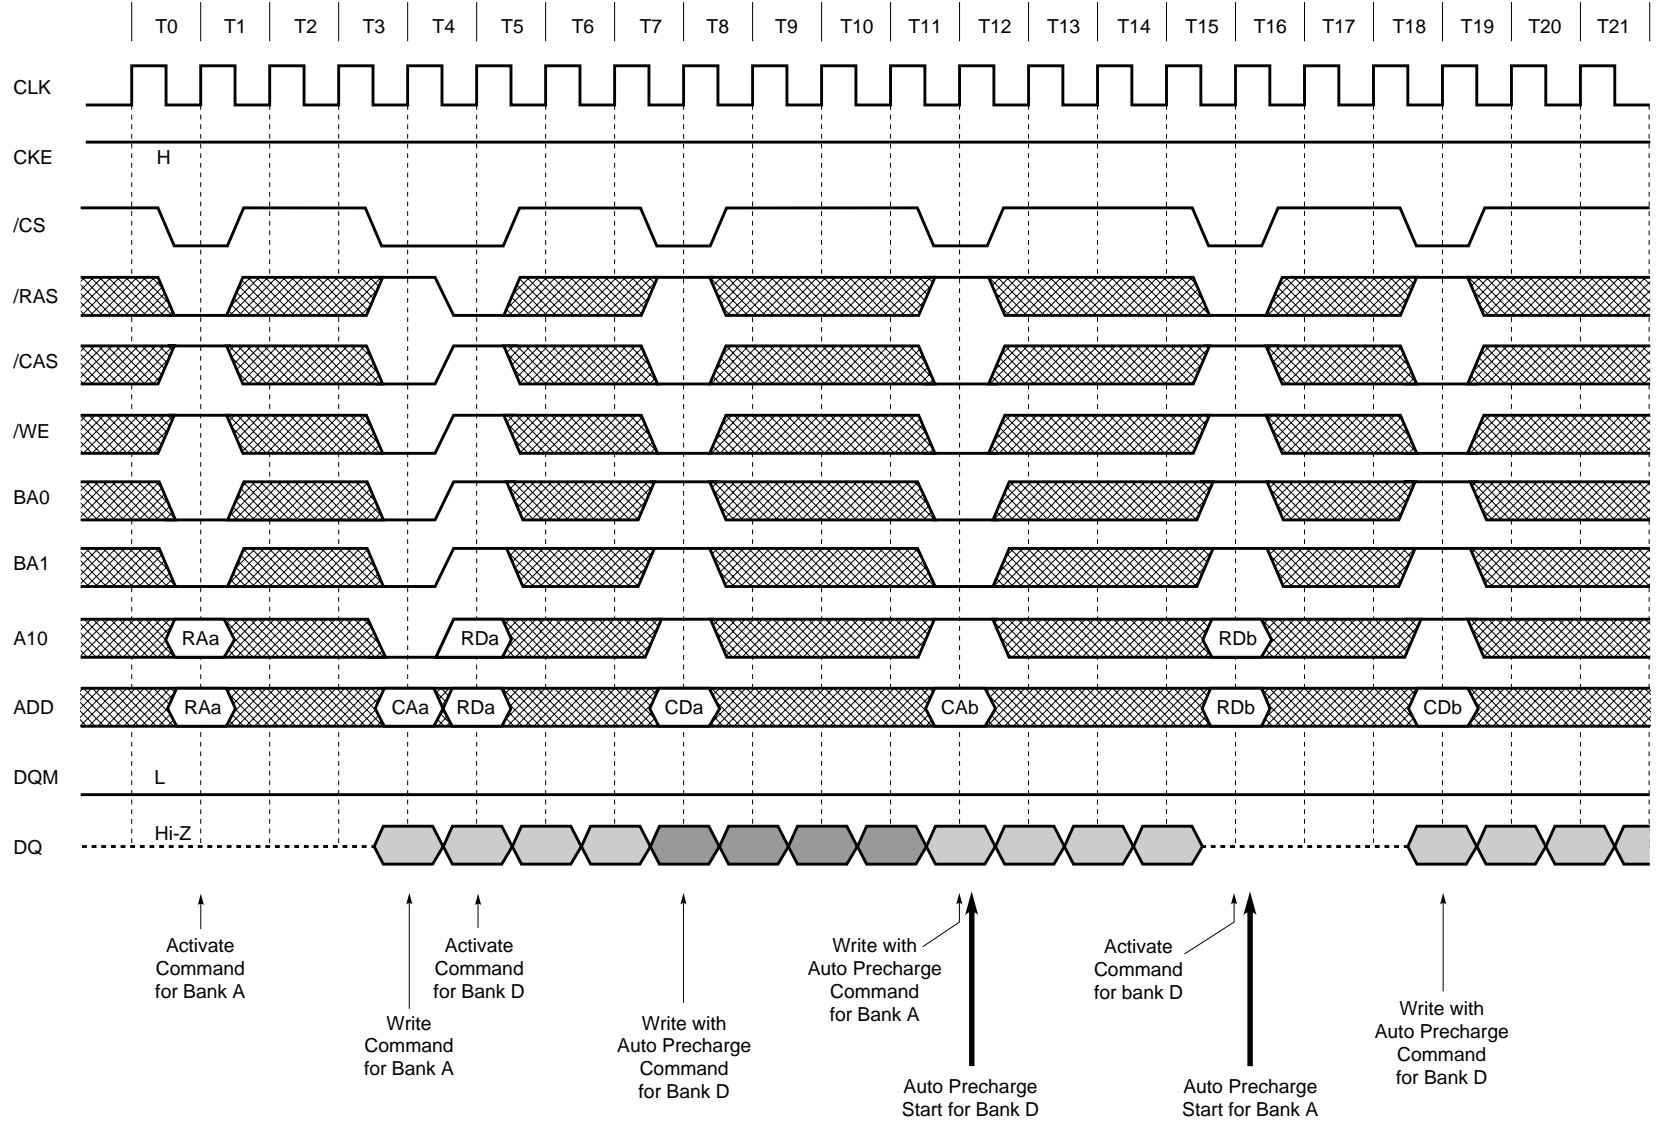 T0 T1 T2 T3 T4 T5 T6 T7 T8 T9 T10 T11 T12 T13 T14 T15 T16 T17 T18 T19 T20 T21
CLK
CKE H
/CS
/RAS
/CAS
/WE
BA0
BA1
A10 RAa RDa RDb
ADD RAa CAa RDa CDa CAb RDb CDb
DQM L
DQ Hi-Z
Activate
Command
for Bank A
Write
Command
for Bank A
Activate
Command
for Bank D
Write with
Auto Precharge
Command
for Bank D
Write with
Auto Precharge
Command
for Bank A
Auto Precharge
Start for Bank D
Activate
Command
for bank D
Auto Precharge
Start for Bank A
Write with
Auto Precharge
Command
for Bank D